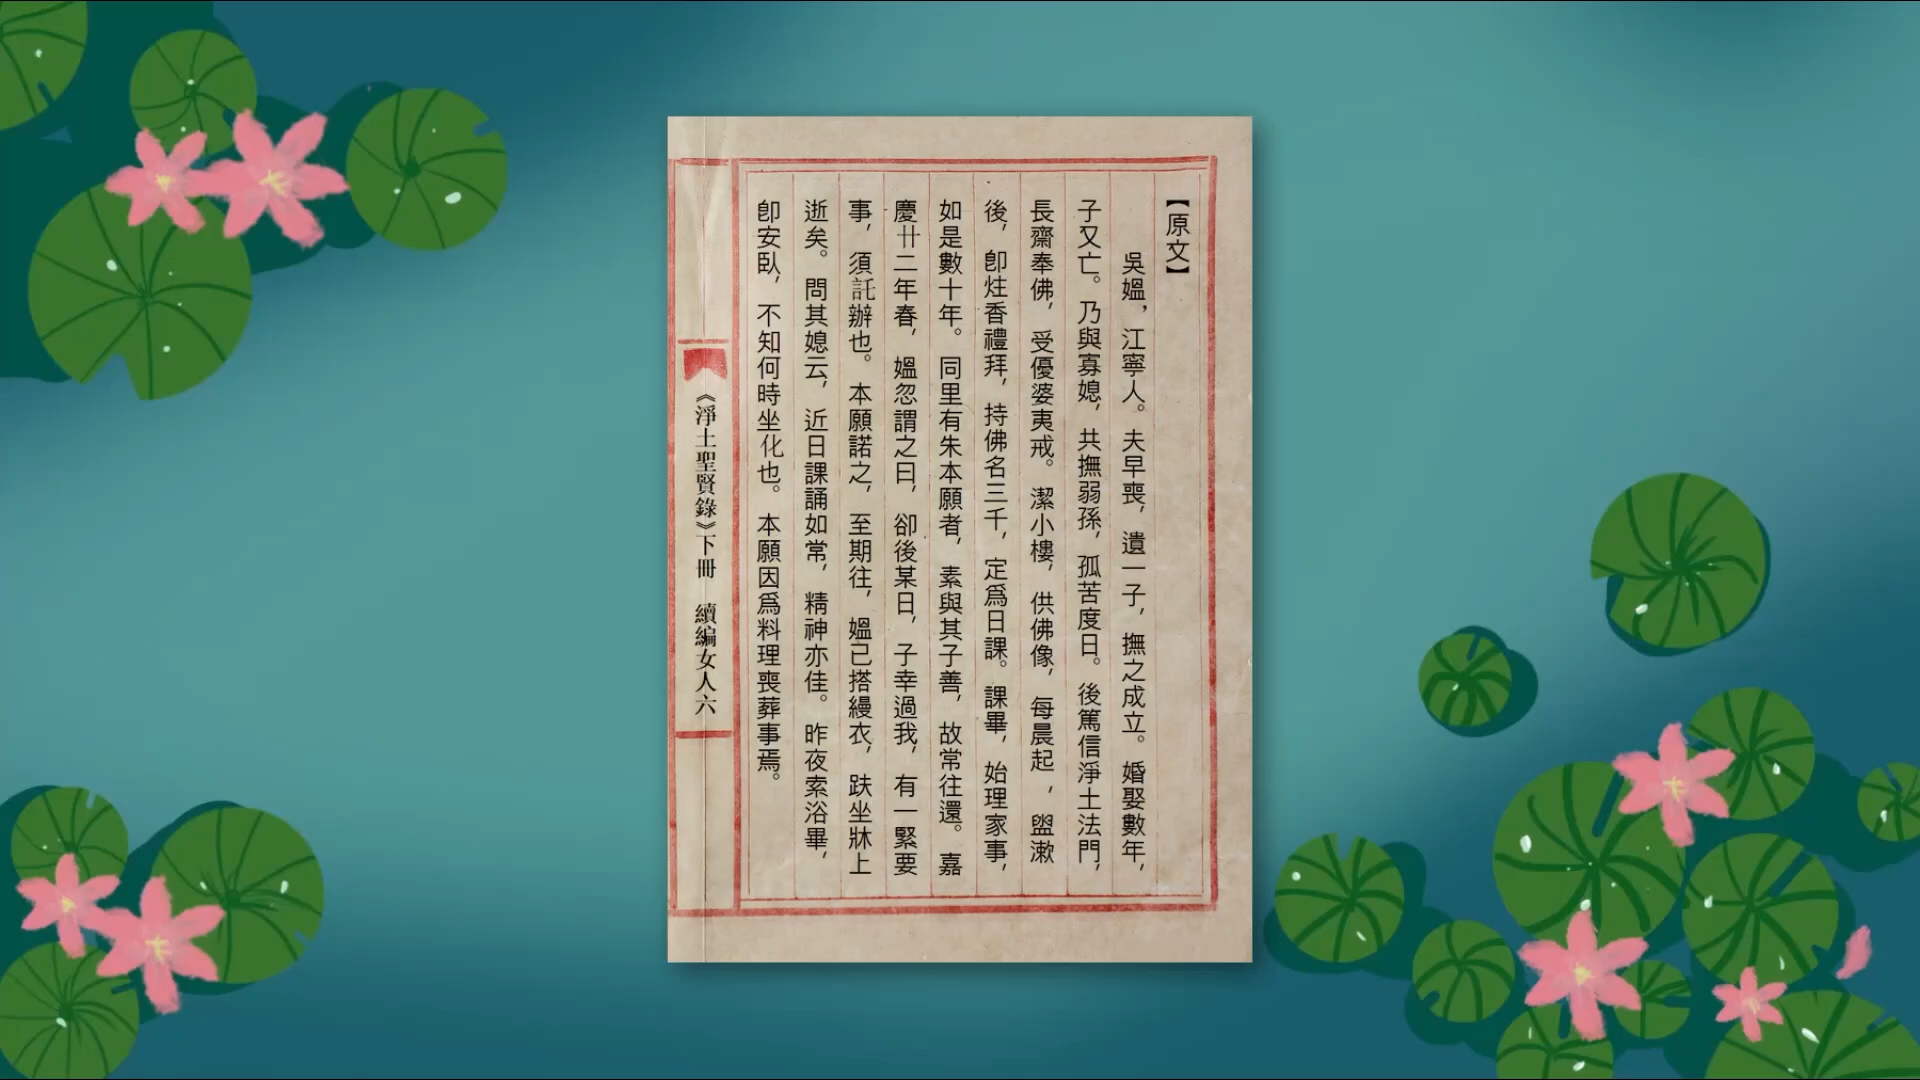 【原文】
吳媼，江寧人。夫早喪，遺一子，撫之成立。婚娶數年，
子又亡。乃與寡媳，共撫弱孫，孤苦度日。後篤信淨土法門，
長齋奉佛，受優婆夷戒。潔小樓，供佛像，每晨起，盥漱
後，卽炷香禮拜，持佛名三千，定爲日課。課畢，始理家事，
如是數十年。同里有朱本願者，素與其子善，故常往還。嘉
慶廿二年春，媼忽謂之曰，卻後某日，子幸過我，有一緊要
事，須託辦也。本願諾之，至期往，媼已搭縵衣，趺坐牀上
逝矣。問其媳云，近日課誦如常，精神亦佳。昨夜索浴畢，
卽安臥，不知何時坐化也。本願因爲料理喪葬事焉。
《淨土聖賢錄》下冊　續編女人六